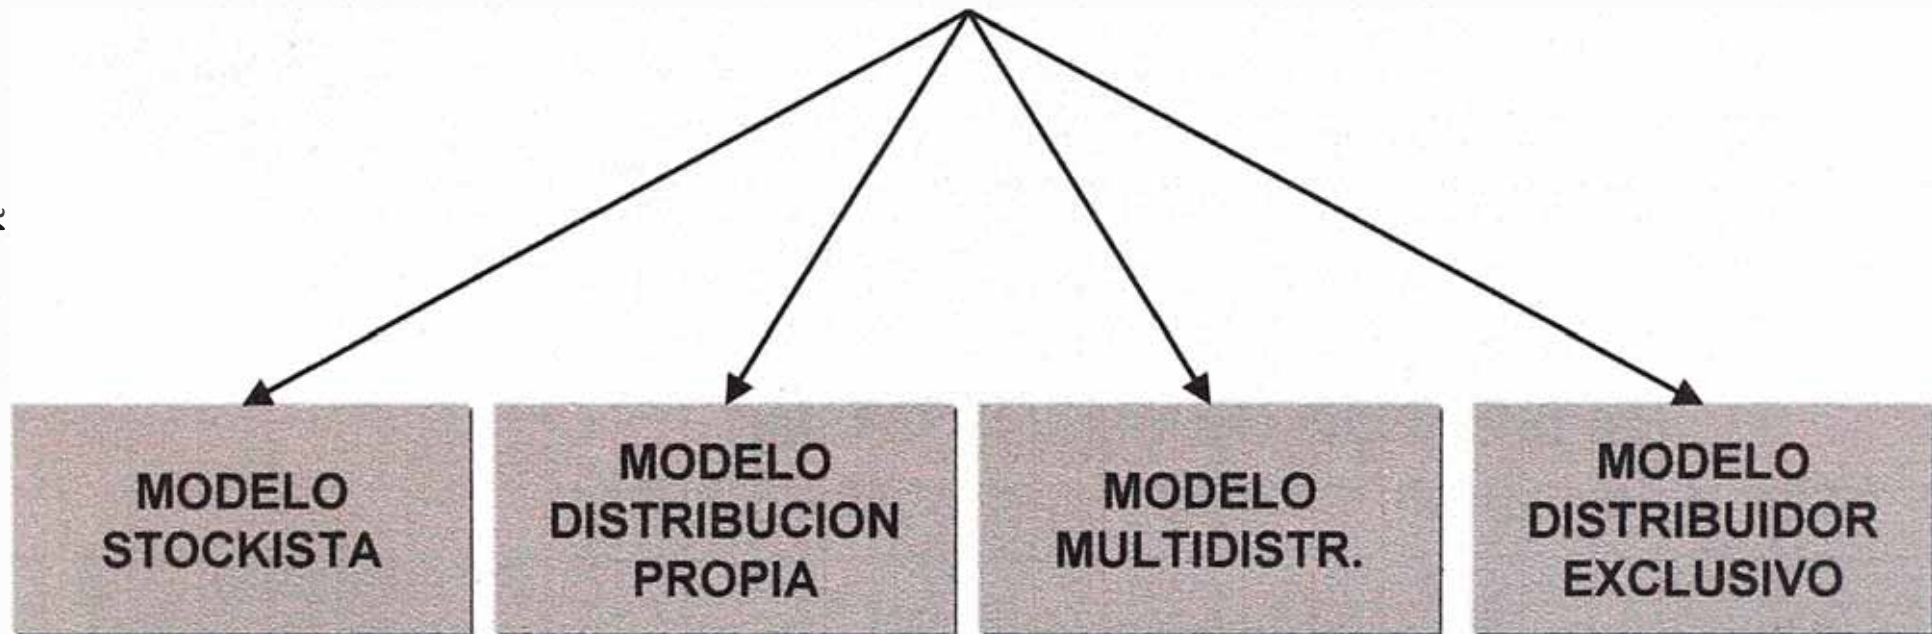 MODELO
STOCKISTA
MODELO
DISTRIBUCION
PROPIA
MODELO
MULTIDISTR.
MODELO
DISTRIBUIDOR
EXCLUSIVO